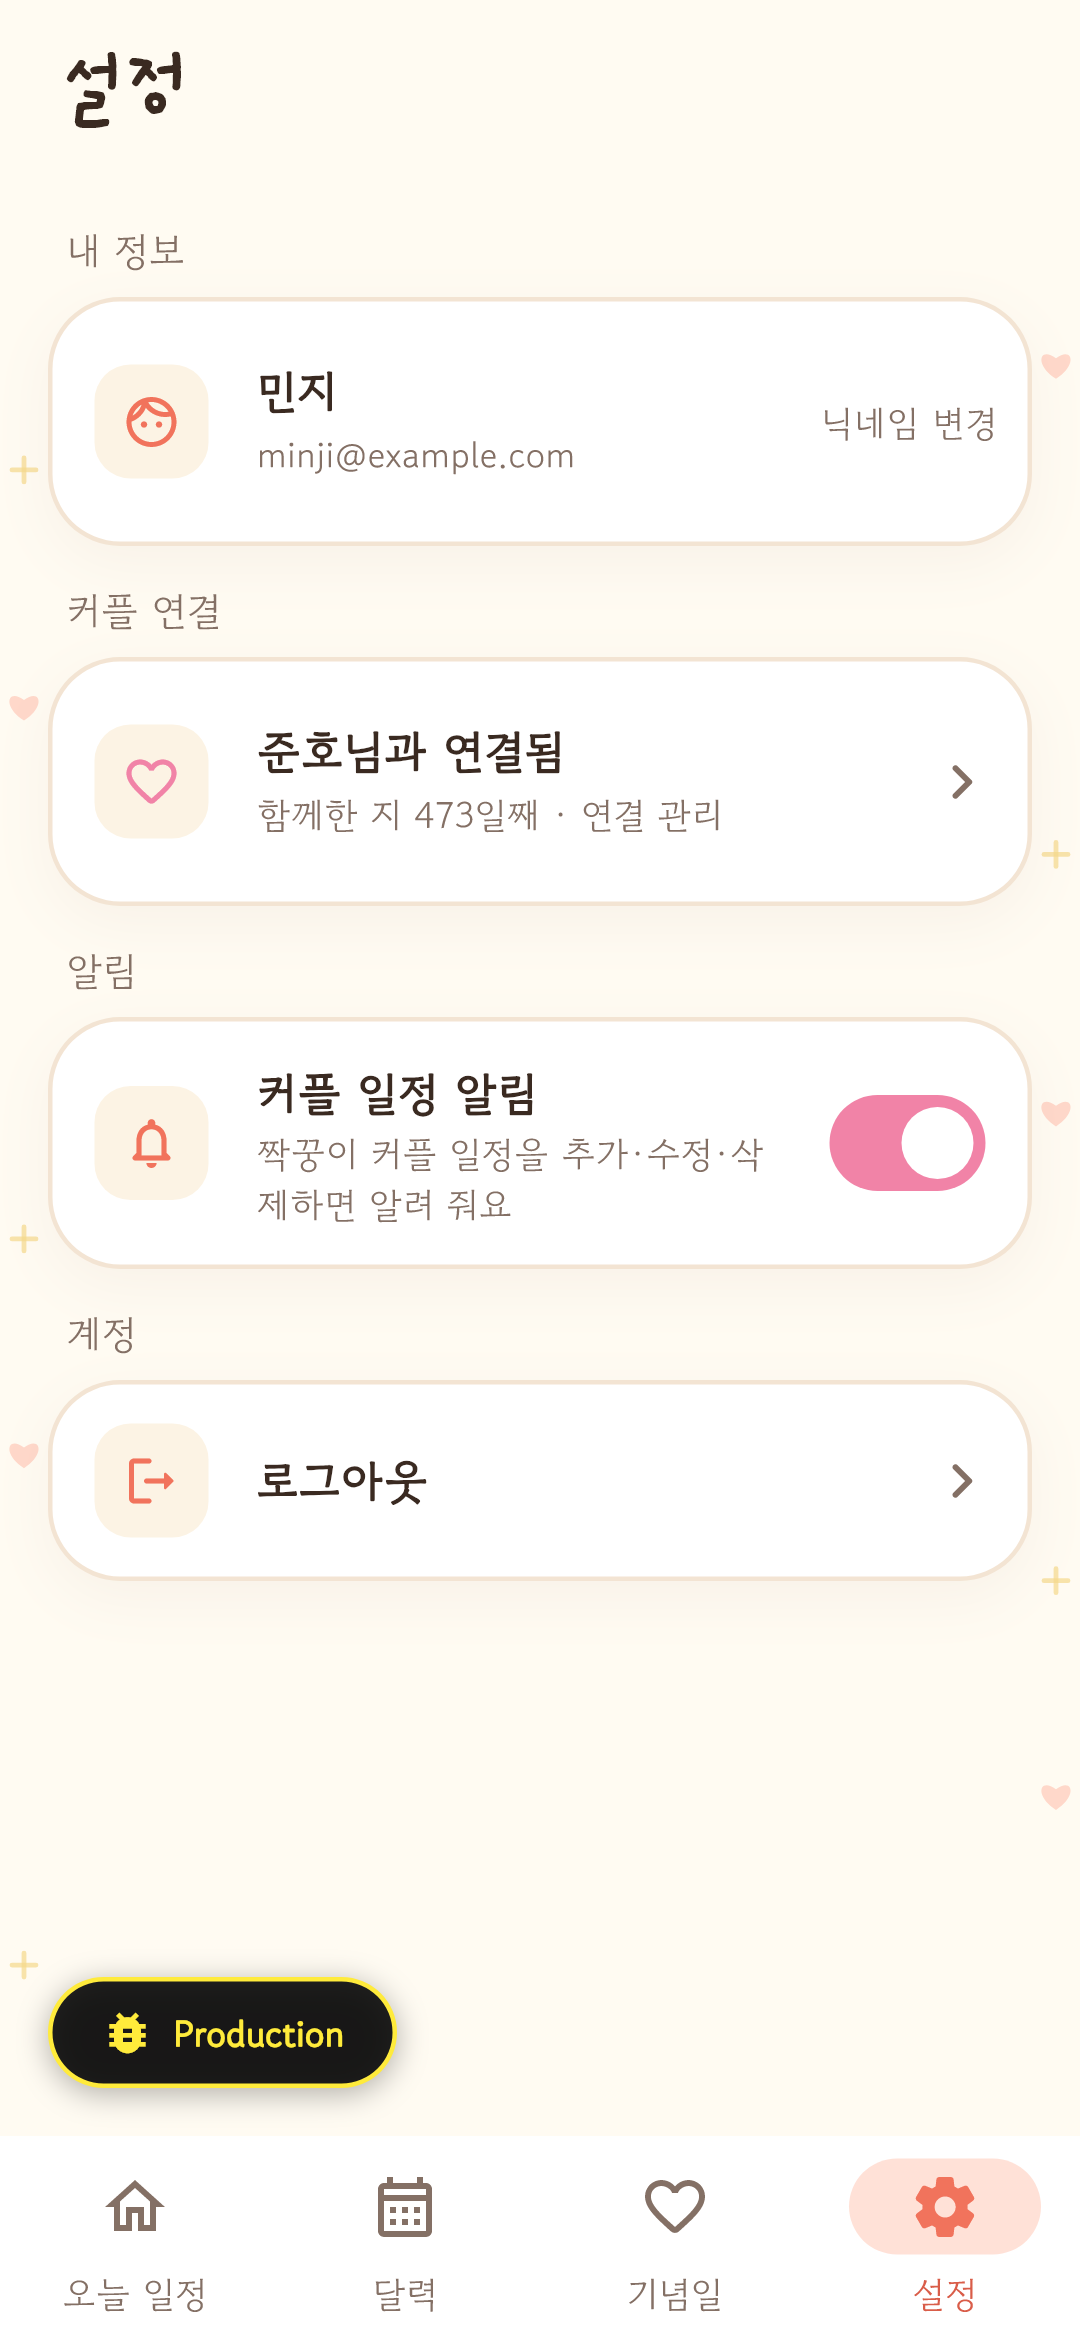 설정
내 정보
민지
minji@example.com
닉네임 변경
커플 연결
준호님과 연결됨
함께한 지 473일째 · 연결 관리
알림
커플 일정 알림
짝꿍이 커플 일정을 추가·수정·삭
제하면 알려 줘요
계정
로그아웃
Production
오늘 일정
달력
기념일
설정